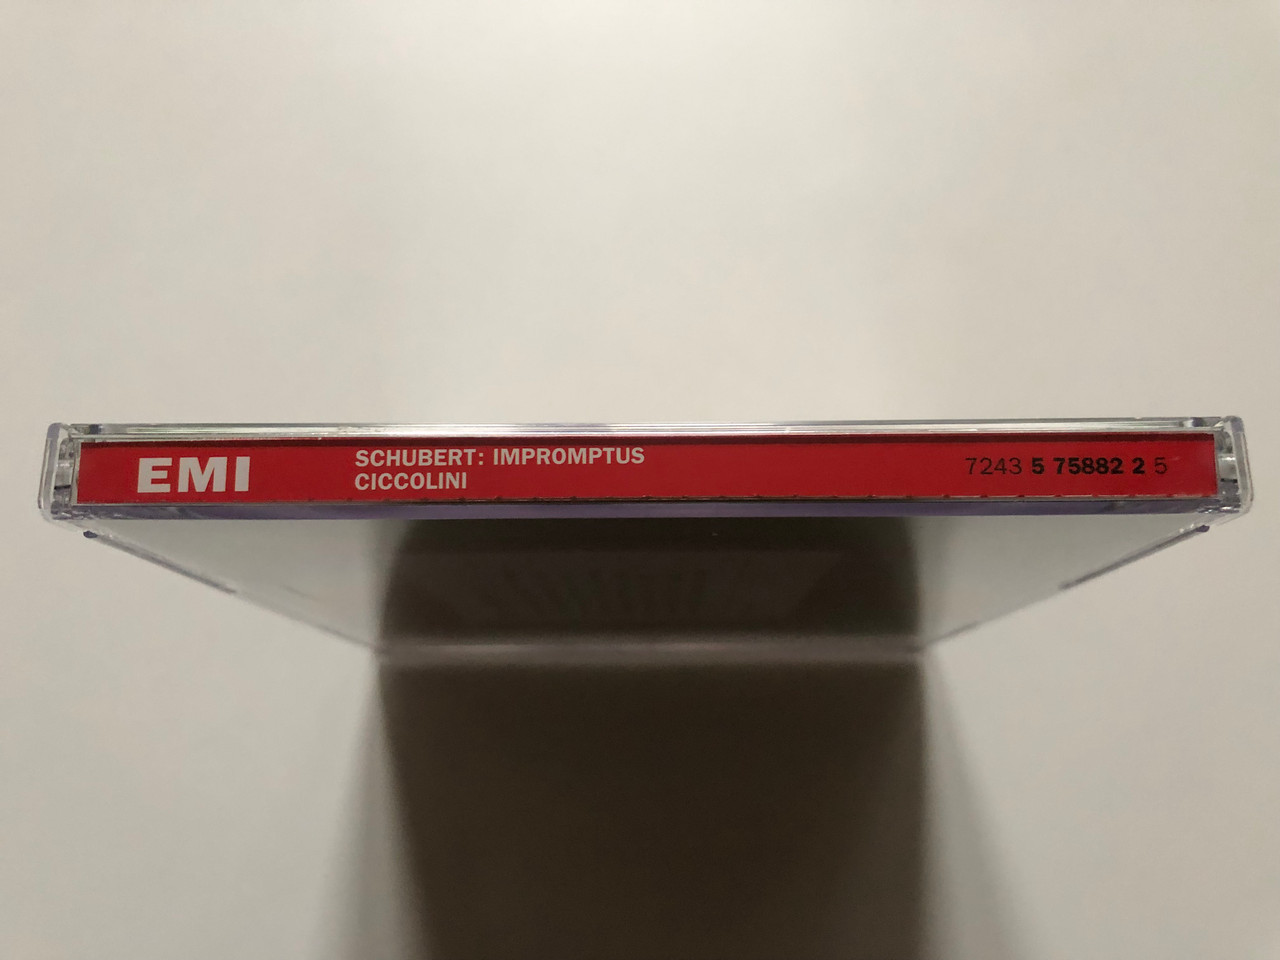 EMI
SCHUBERT: IMPROMPTUS
CICCOLINI
7243 5 75882 2 5